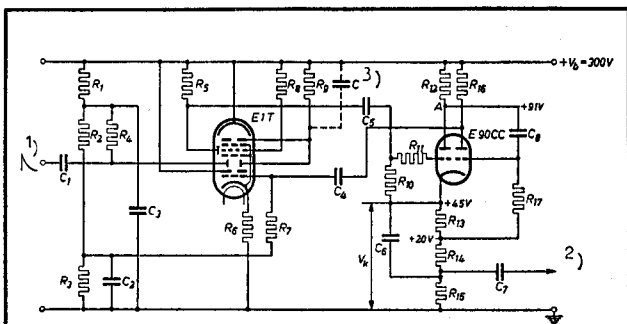 +Vb = 300V
R1
R5
R8
R9
C
3)
R12
R16
A
+91V
E1T
C5
R2
R4
1)
C1
R11
E90CC
C8
C4
R10
C3
+45V
R13
R17
R6
R7
C6
+20V
Vk
R14
2)
R3
C2
C7
R15